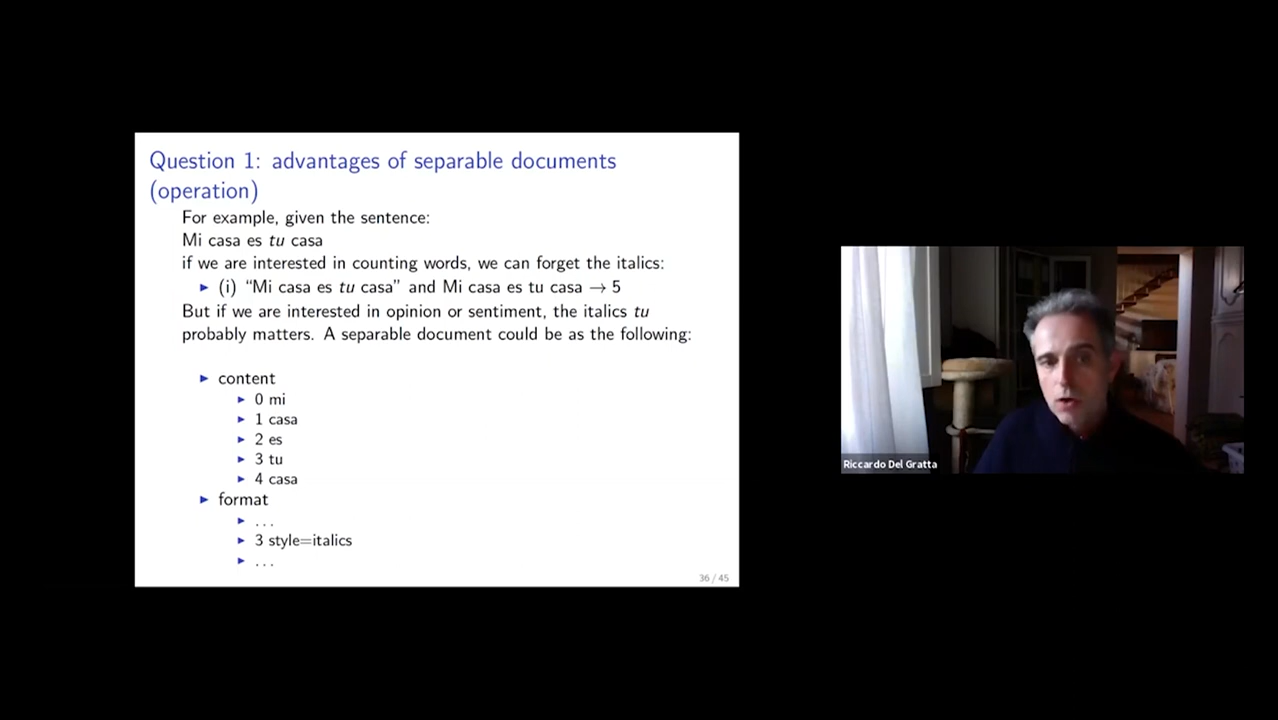 Question 1: advantages of separable documents
(operation)
For example, given the sentence:
Mi casa es tu casa
if we are interested in counting words, we can forget the italics:
▶ (i) “Mi casa es tu casa” and Mi casa es tu casa → 5
But if we are interested in opinion or sentiment, the italics tu
probably matters. A separable document could be as the following:
▶ content
▶ 0 mi
▶ 1 casa
▶ 2 es
▶ 3 tu
▶ 4 casa
▶ format
▶ . . .
▶ 3 style=italics
▶ . . .
36 / 45
Riccardo Del Gratta